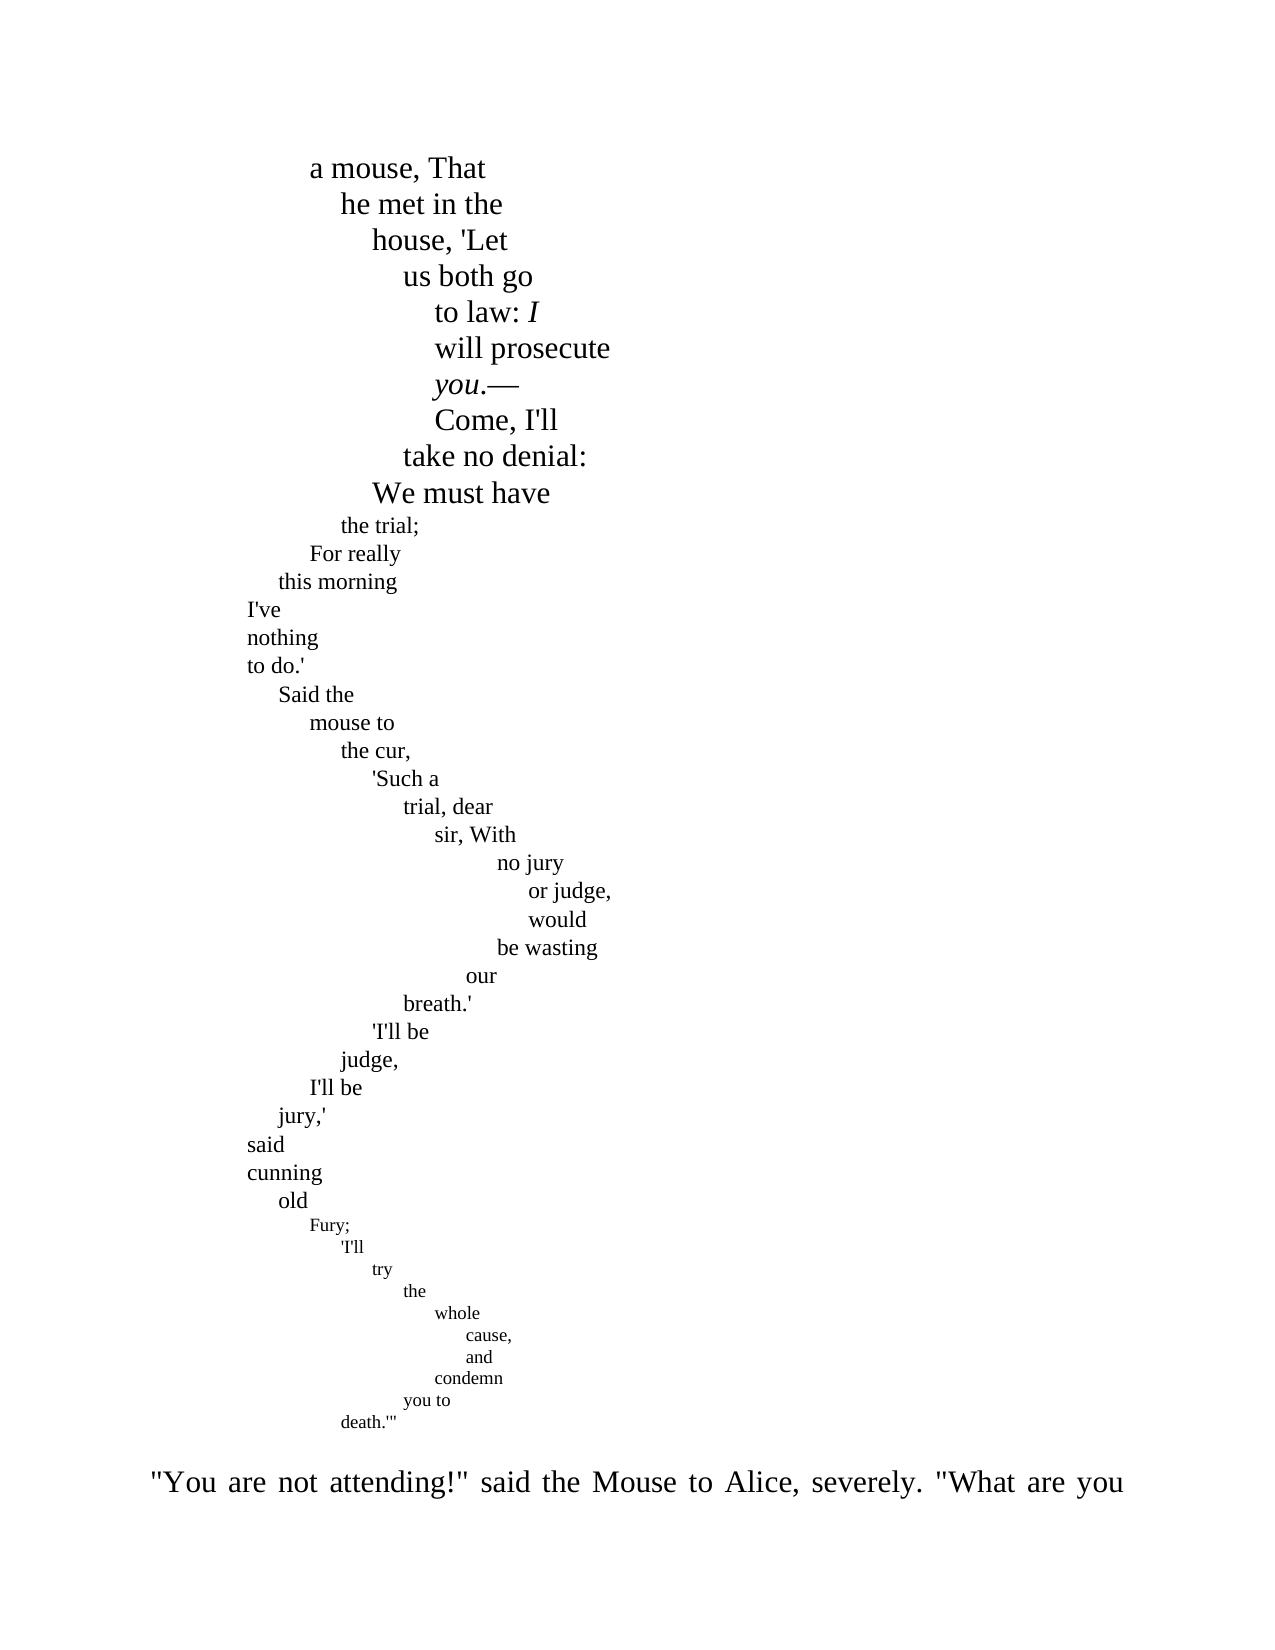 a mouse, That
he met in the
house, 'Let
us both go
to law: I
will prosecute
you.—
Come, I'll
take no denial:
We must have
the trial;
For really
this morning
I've
nothing
to do.'
Said the
mouse to
the cur,
'Such a
trial, dear
sir, With
no jury
or judge,
would
be wasting
our
breath.'
'I'll be
judge,
I'll be
jury,'
said
cunning
old
Fury;
'I'll
try
the
whole
cause,
and
condemn
you to
death.'"
"You are not attending!" said the Mouse to Alice, severely. "What are you